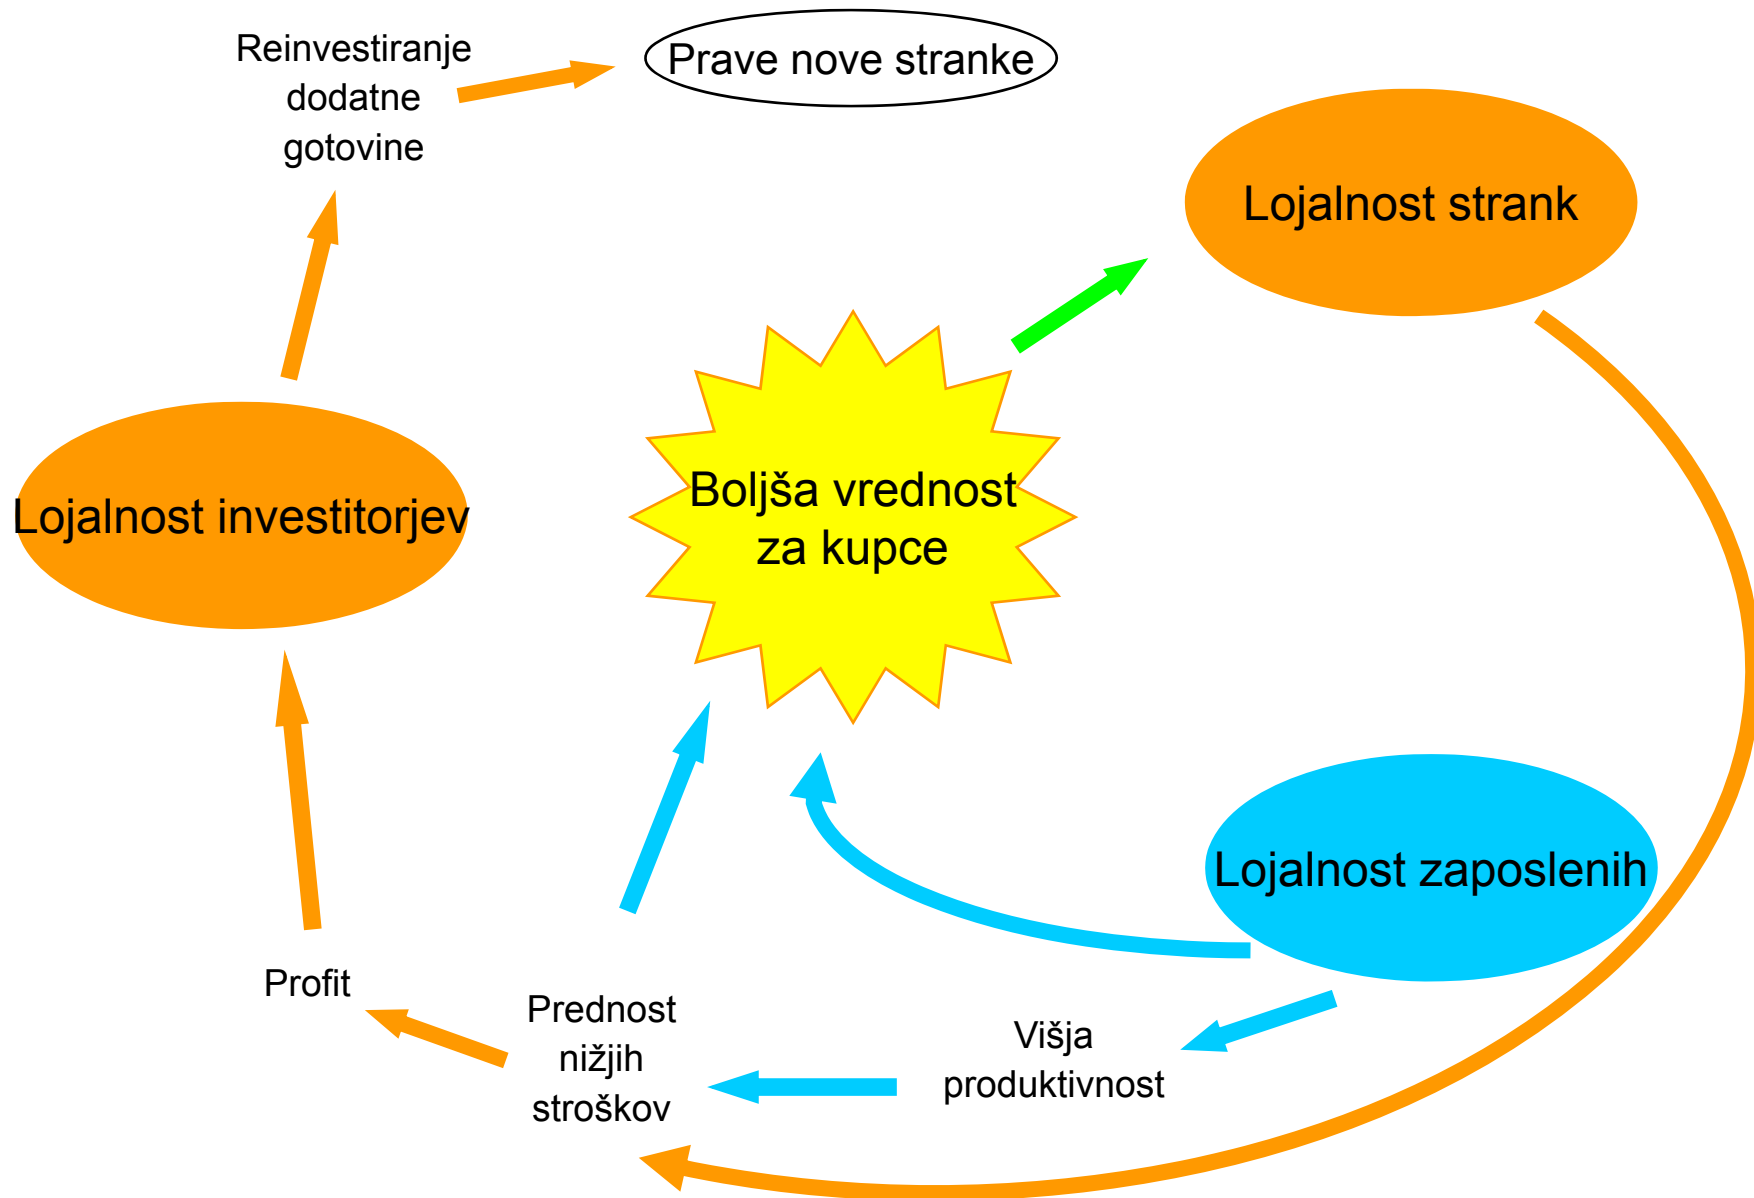 Reinvestiranje
dodatne
gotovine
Prave nove stranke
Lojalnost strank
Boljša vrednost
za kupce
Lojalnost investitorjev
Lojalnost zaposlenih
Profit
Prednost
nižjih
stroškov
Višja
produktivnost